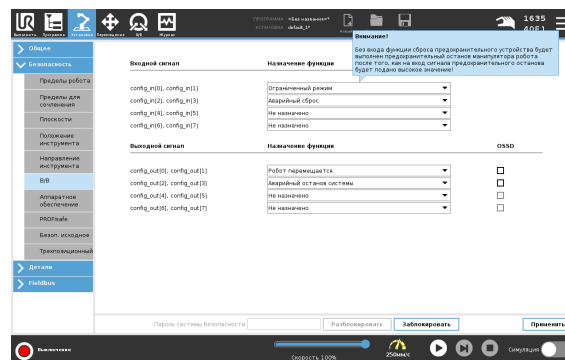 Выполнить
Программа
Установка
Перемещение
В/В
Журнал
ПРОГРАММА <без названия>*
УСТАНОВКА default_1*
1635
40F1
Внимание!
Без входа функции сброса предохранительного устройства будет
выполнен предохранительный останов манипулятора робота
после того, как на вход сигнала предохранительного останова
будет подано высокое значение!
Общее
Безопасность
Пределы робота
Пределы для
сочленения
Плоскости
Положение
инструмента
Направление
инструмента
В/В
Аппаратное
обеспечение
PROFIsafe
Безоп. исходное
Трехпозиционный
Детали
Fieldbus
Входной сигнал Назначение функции
config_in[0], config_in[1] Ограниченный режим
config_in[2], config_in[3] Аварийный сброс
config_in[4], config_in[5] Не назначено
config_in[6], config_in[7] Не назначено
Выходной сигнал Назначение функции OSSD
config_out[0], config_out[1] Робот перемещается
config_out[2], config_out[3] Аварийный останов системы
config_out[4], config_out[5] Не назначено
config_out[6], config_out[7] Не назначено
Пароль системы безопасности Разблокировать Заблокировать Применить
Выключение
Скорость 100%
250мм/с
Симуляция